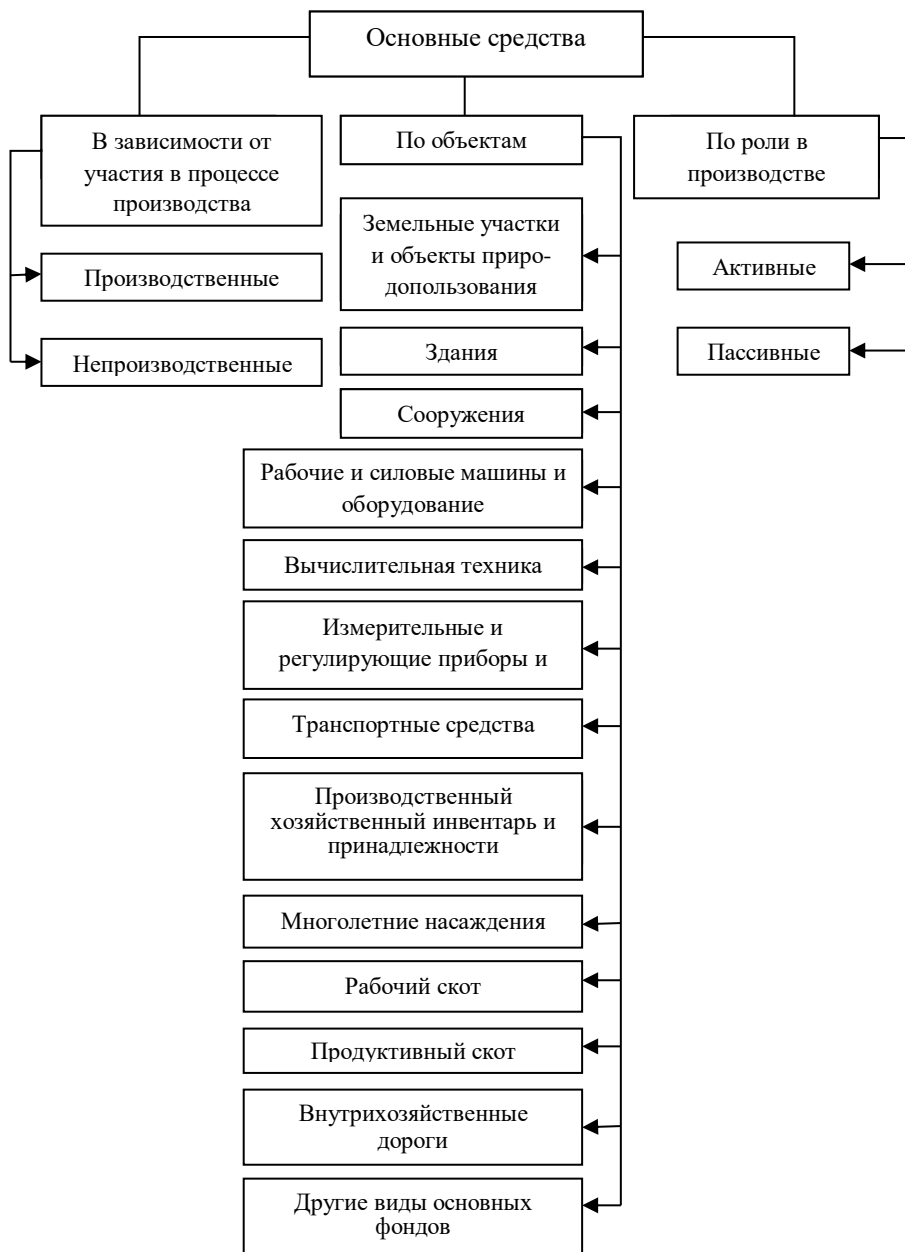 Основные средства
В зависимости от
участия в процессе
производства
Производственные
Непроизводственные
По объектам
Земельные участки
и объекты приро-
допользования
Здания
Сооружения
Рабочие и силовые машины и
оборудование
Вычислительная техника
Измерительные и
регулирующие приборы и
Транспортные средства
Производственный
хозяйственный инвентарь и
принадлежности
Многолетние насаждения
Рабочий скот
Продуктивный скот
Внутрихозяйственные
дороги
Другие виды основных
фондов
По роли в
производстве
Активные
Пассивные